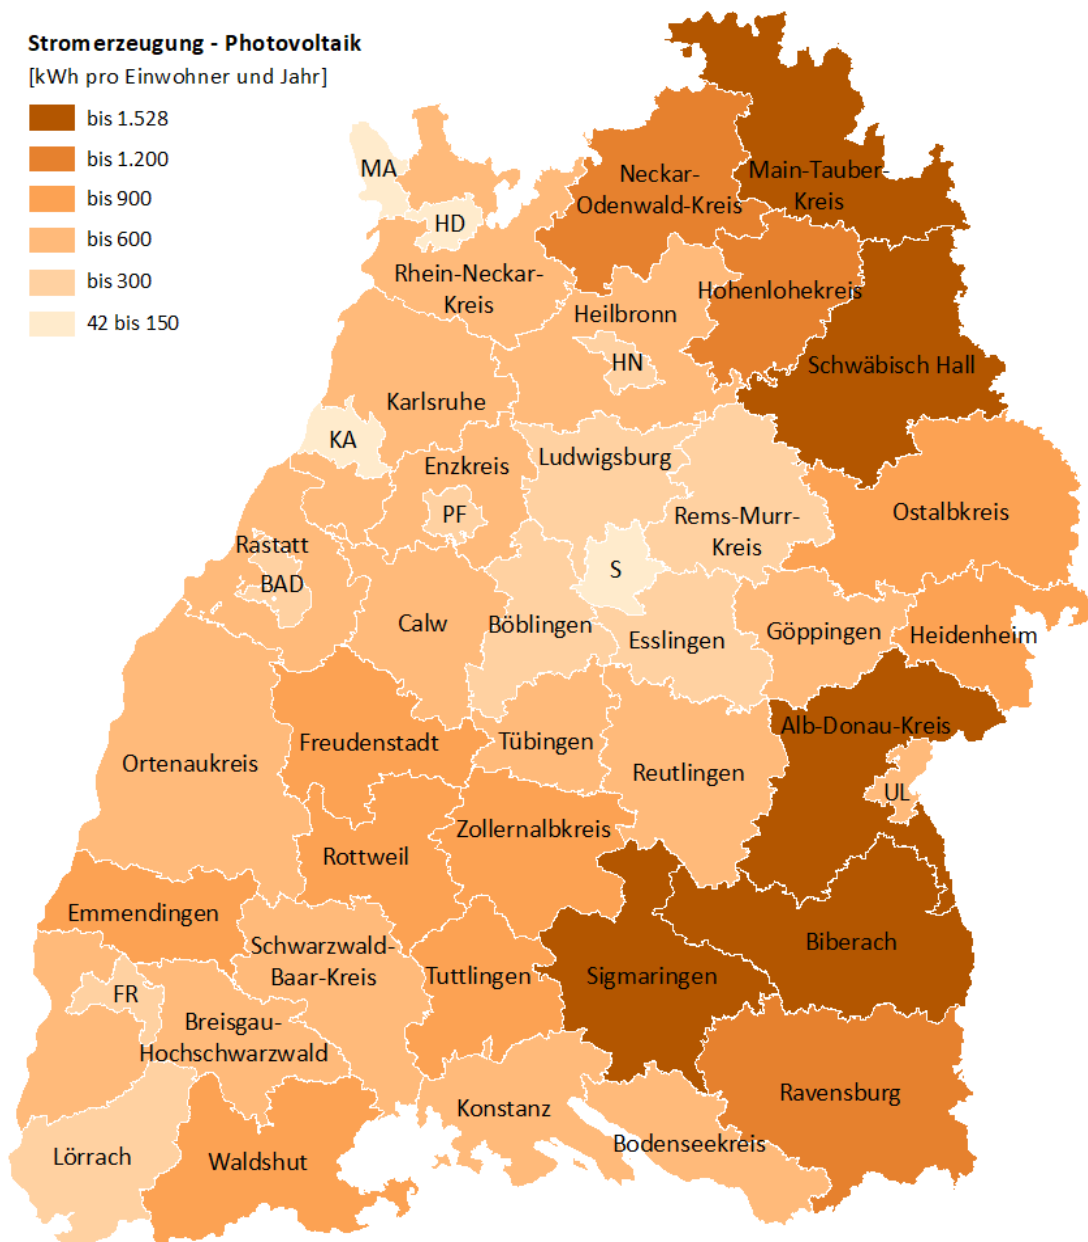 Stromerzeugung - Photovoltaik
[kWh pro Einwohner und Jahr]
bis 1.528
bis 1.200
bis 900
bis 600
bis 300
42 bis 150
MA
HD
Neckar-
Odenwald-Kreis
Main-Tauber-
Kreis
Rhein-Neckar-
Kreis
Heilbronn
HN
Hohenlohekreis
Schwäbisch Hall
Karlsruhe
KA
Enzkreis
PF
Ludwigsburg
Rems-Murr-
Kreis
Ostalbkreis
Rastatt
BAD
Calw
Böblingen
S
Esslingen
Göppingen
Heidenheim
Ortenaukreis
Freudenstadt
Tübingen
Reutlingen
Alb-Donau-Kreis
UL
Rottweil
Zollernalbkreis
Emmendingen
Schwarzwald-
Baar-Kreis
Tuttlingen
Sigmaringen
Biberach
FR
Breisgau-
Hochschwarzwald
Konstanz
Ravensburg
Bodenseekreis
Lörrach
Waldshut